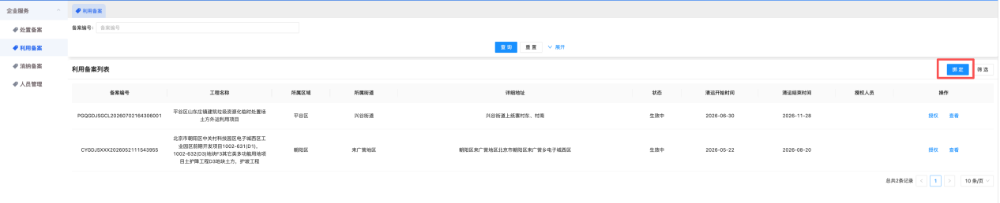 企业服务
利用备案
处置备案
利用备案
消纳备案
人员管理
备案编号: 备案编号
查 询 重 置 展开
利用备案列表
绑 定 筛 选
备案编号 工程名称 所属区域 所属街道 详细地址 状态 清运开始时间 清运结束时间 授权人员 操作
PGQGDJSGCL20260702164306001 平谷区山东庄镇建筑垃圾资源化临时处置场
土方外运利用项目 平谷区 兴谷街道 兴谷街道上纸寨村东、村南 生效中 2026-06-30 2026-11-28 授权 查看
CYGDJSXXX2026052111543955 北京市朝阳区中关村科技园区电子城西区工
业园区前期开发项目1002-631(D1)、
1002-632(D3)地块F3其它类多功能用地项
目土护降工程D3地块土方、护坡工程 朝阳区 来广营地区 朝阳区来广营地区北京市朝阳区来广营乡电子城西区 生效中 2026-05-22 2026-08-20 授权 查看
总共2条记录 1 10 条/页